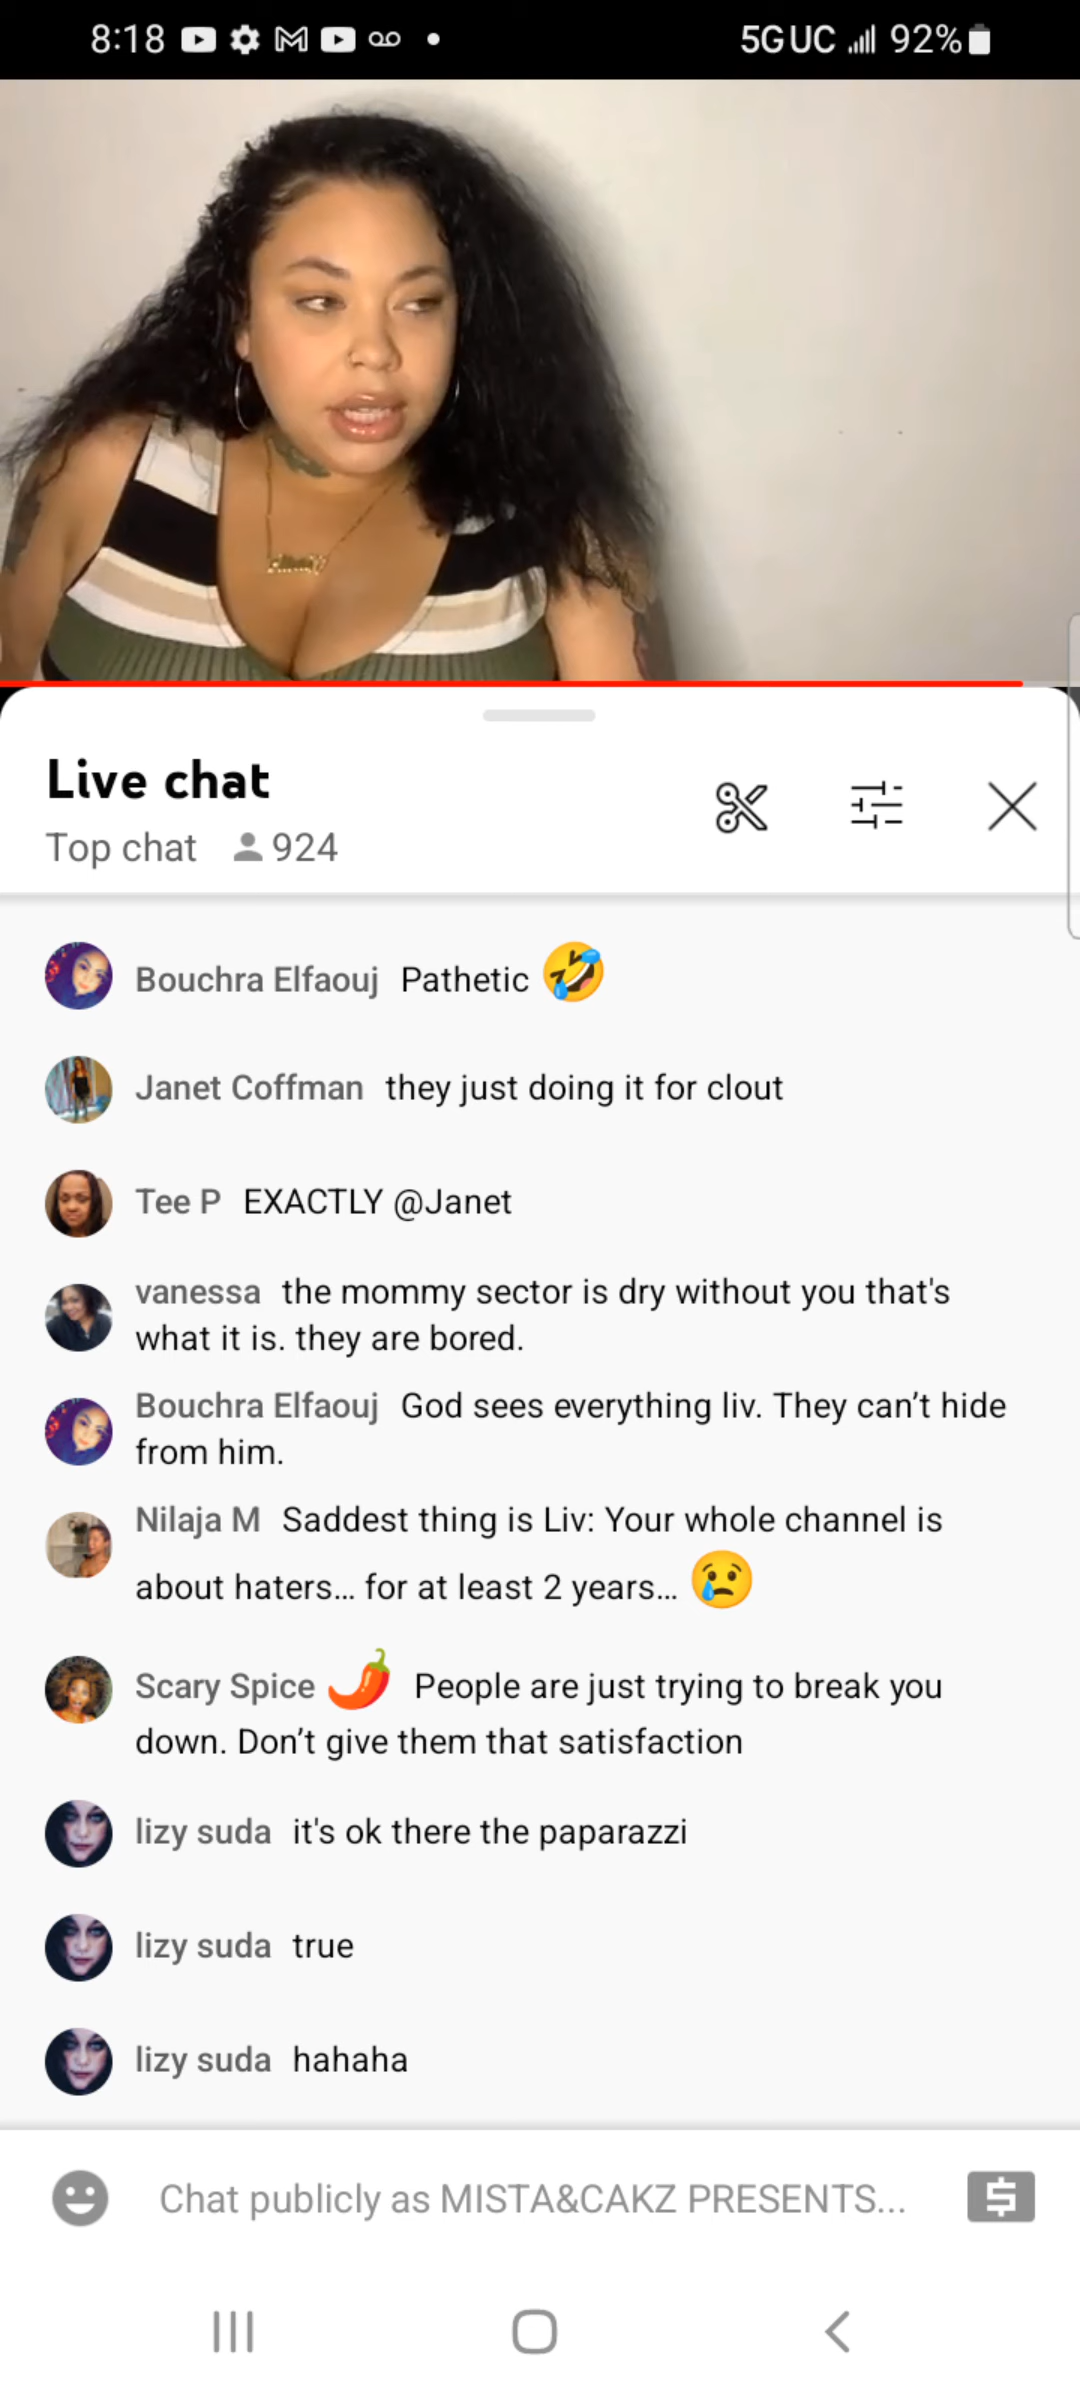 8:18 5G UC 92%
Live chat
Top chat 924
Bouchra Elfaouj Pathetic 🤣
Janet Coffman they just doing it for clout
Tee P EXACTLY @Janet
vanessa the mommy sector is dry without you that's
what it is. they are bored.
Bouchra Elfaouj God sees everything liv. They can’t hide
from him.
Nilaja M Saddest thing is Liv: Your whole channel is
about haters... for at least 2 years... 😢
Scary Spice 🌶️ People are just trying to break you
down. Don’t give them that satisfaction
lizy suda it's ok there the paparazzi
lizy suda true
lizy suda hahaha
Chat publicly as MISTA&CAKZ PRESENTS...